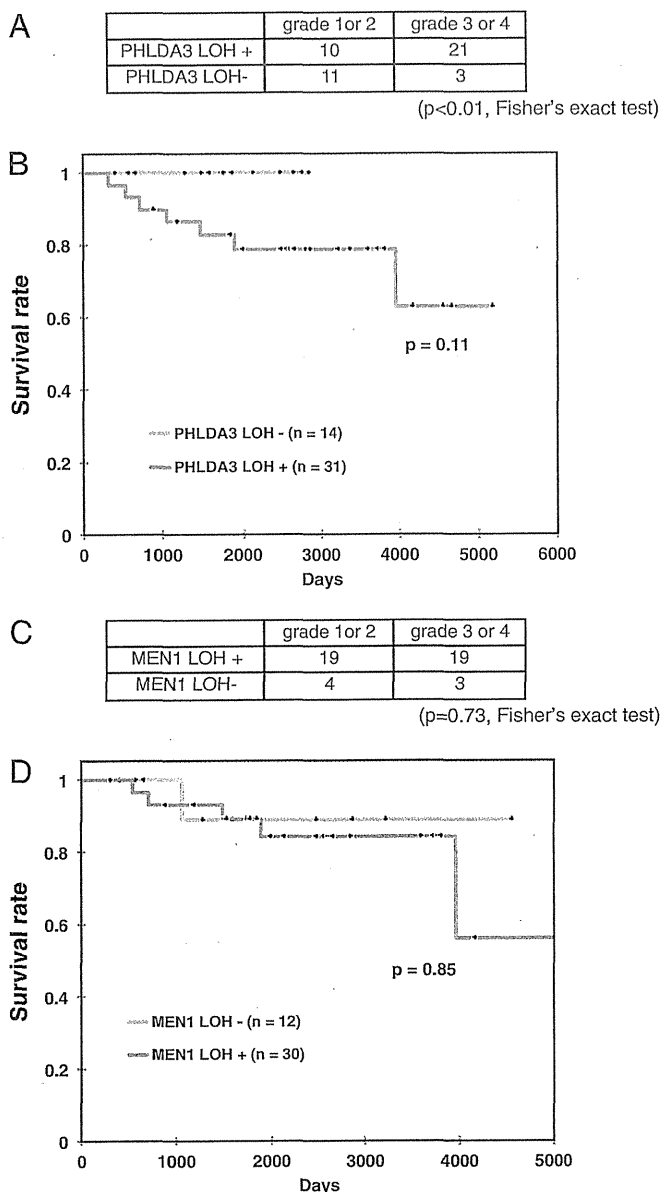 A
grade 1or 2 grade 3 or 4
PHLDA3 LOH + 10 21
PHLDA3 LOH- 11 3
(p<0.01, Fisher's exact test)
B
Survival rate
1
0.8
0.6
0.4
0.2
0
p = 0.11
PHLDA3 LOH - (n = 14)
PHLDA3 LOH + (n = 31)
0 1000 2000 3000 4000 5000 6000
Days
C
grade 1or 2 grade 3 or 4
MEN1 LOH + 19 19
MEN1 LOH- 4 3
(p=0.73, Fisher's exact test)
D
Survival rate
1
0.8
0.6
0.4
0.2
0
p = 0.85
MEN1 LOH - (n = 12)
MEN1 LOH + (n = 30)
0 1000 2000 3000 4000 5000
Days